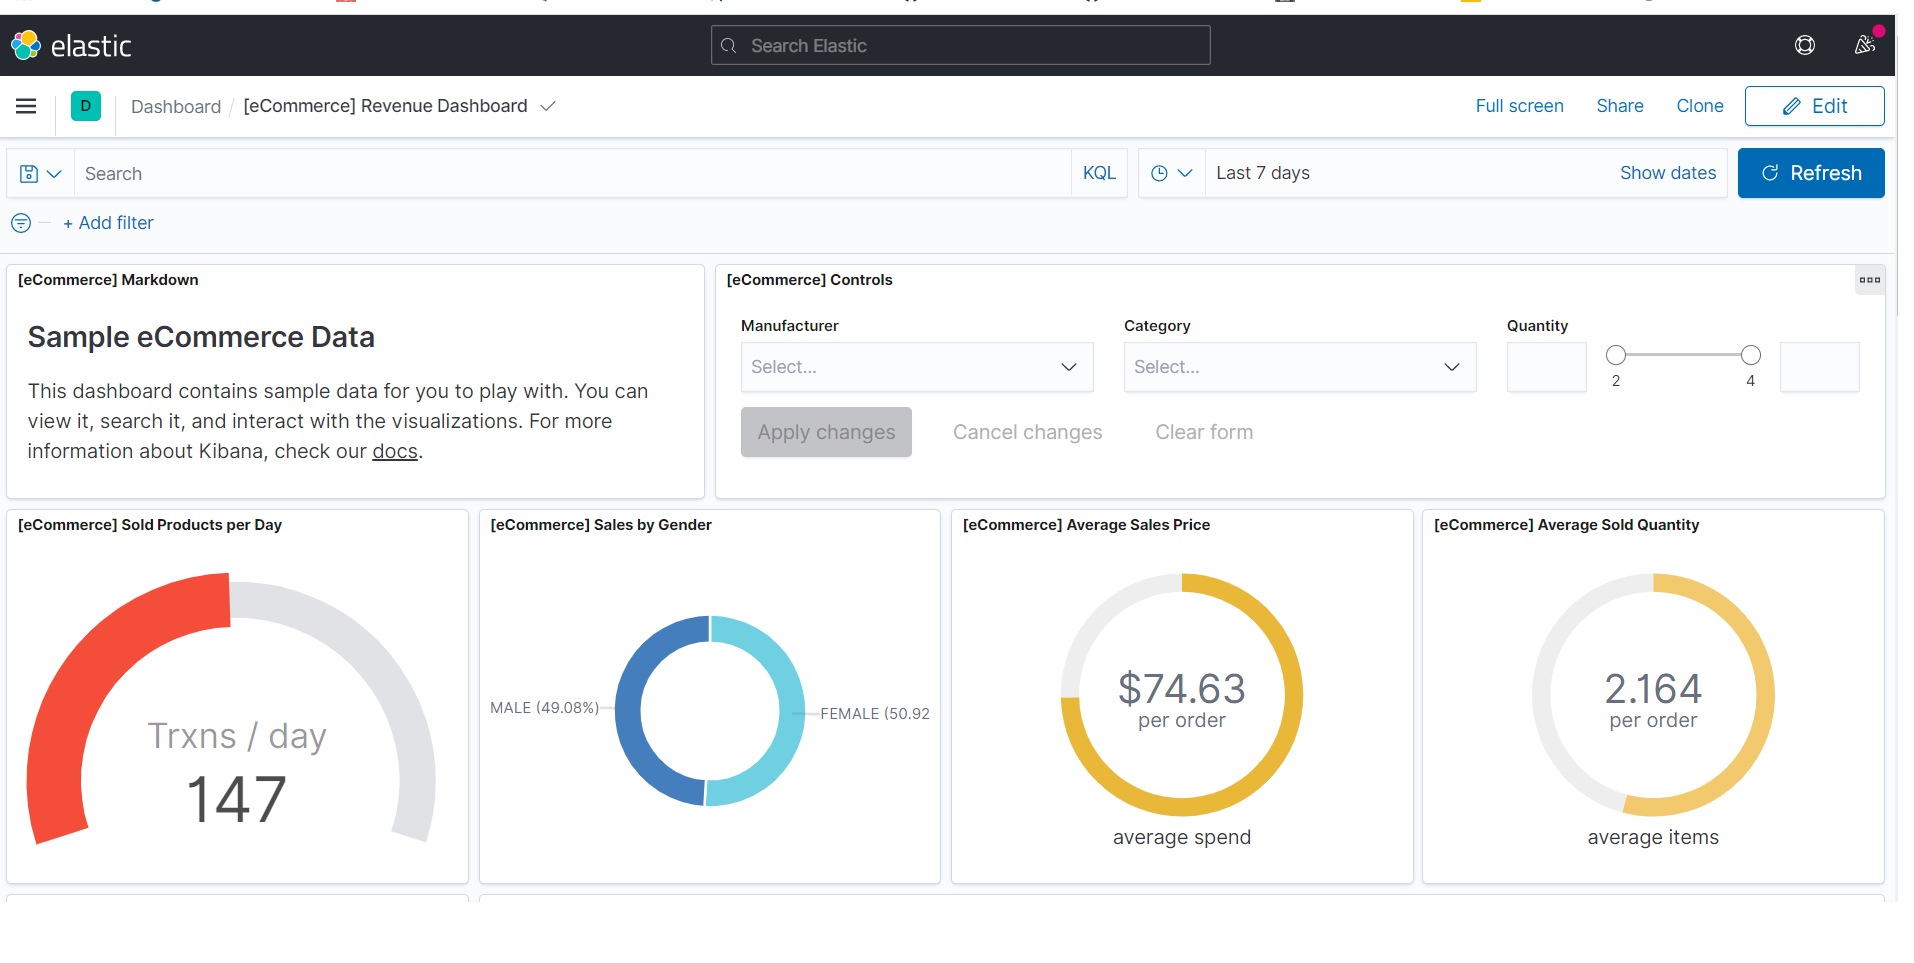 elastic
Search Elastic
D
Dashboard / [eCommerce] Revenue Dashboard
Full screen
Share
Clone
Edit
Search
KQL
Last 7 days
Show dates
Refresh
+ Add filter
[eCommerce] Markdown
Sample eCommerce Data
This dashboard contains sample data for you to play with. You can
view it, search it, and interact with the visualizations. For more
information about Kibana, check our docs.
[eCommerce] Controls
Manufacturer
Select...
Category
Select...
Quantity
2
4
Apply changes
Cancel changes
Clear form
[eCommerce] Sold Products per Day
Trxns / day
147
[eCommerce] Sales by Gender
MALE (49.08%)
FEMALE (50.92
[eCommerce] Average Sales Price
$74.63
per order
average spend
[eCommerce] Average Sold Quantity
2.164
per order
average items